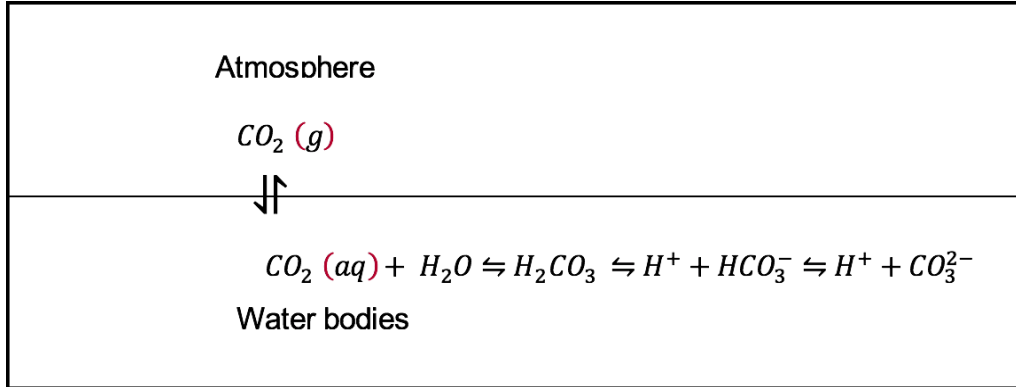 Atmosphere
CO₂ (g)
⇃↾
CO₂ (aq) + H₂O ⇋ H₂CO₃ ⇋ H⁺ + HCO₃⁻ ⇋ H⁺ + CO₃²⁻
Water bodies